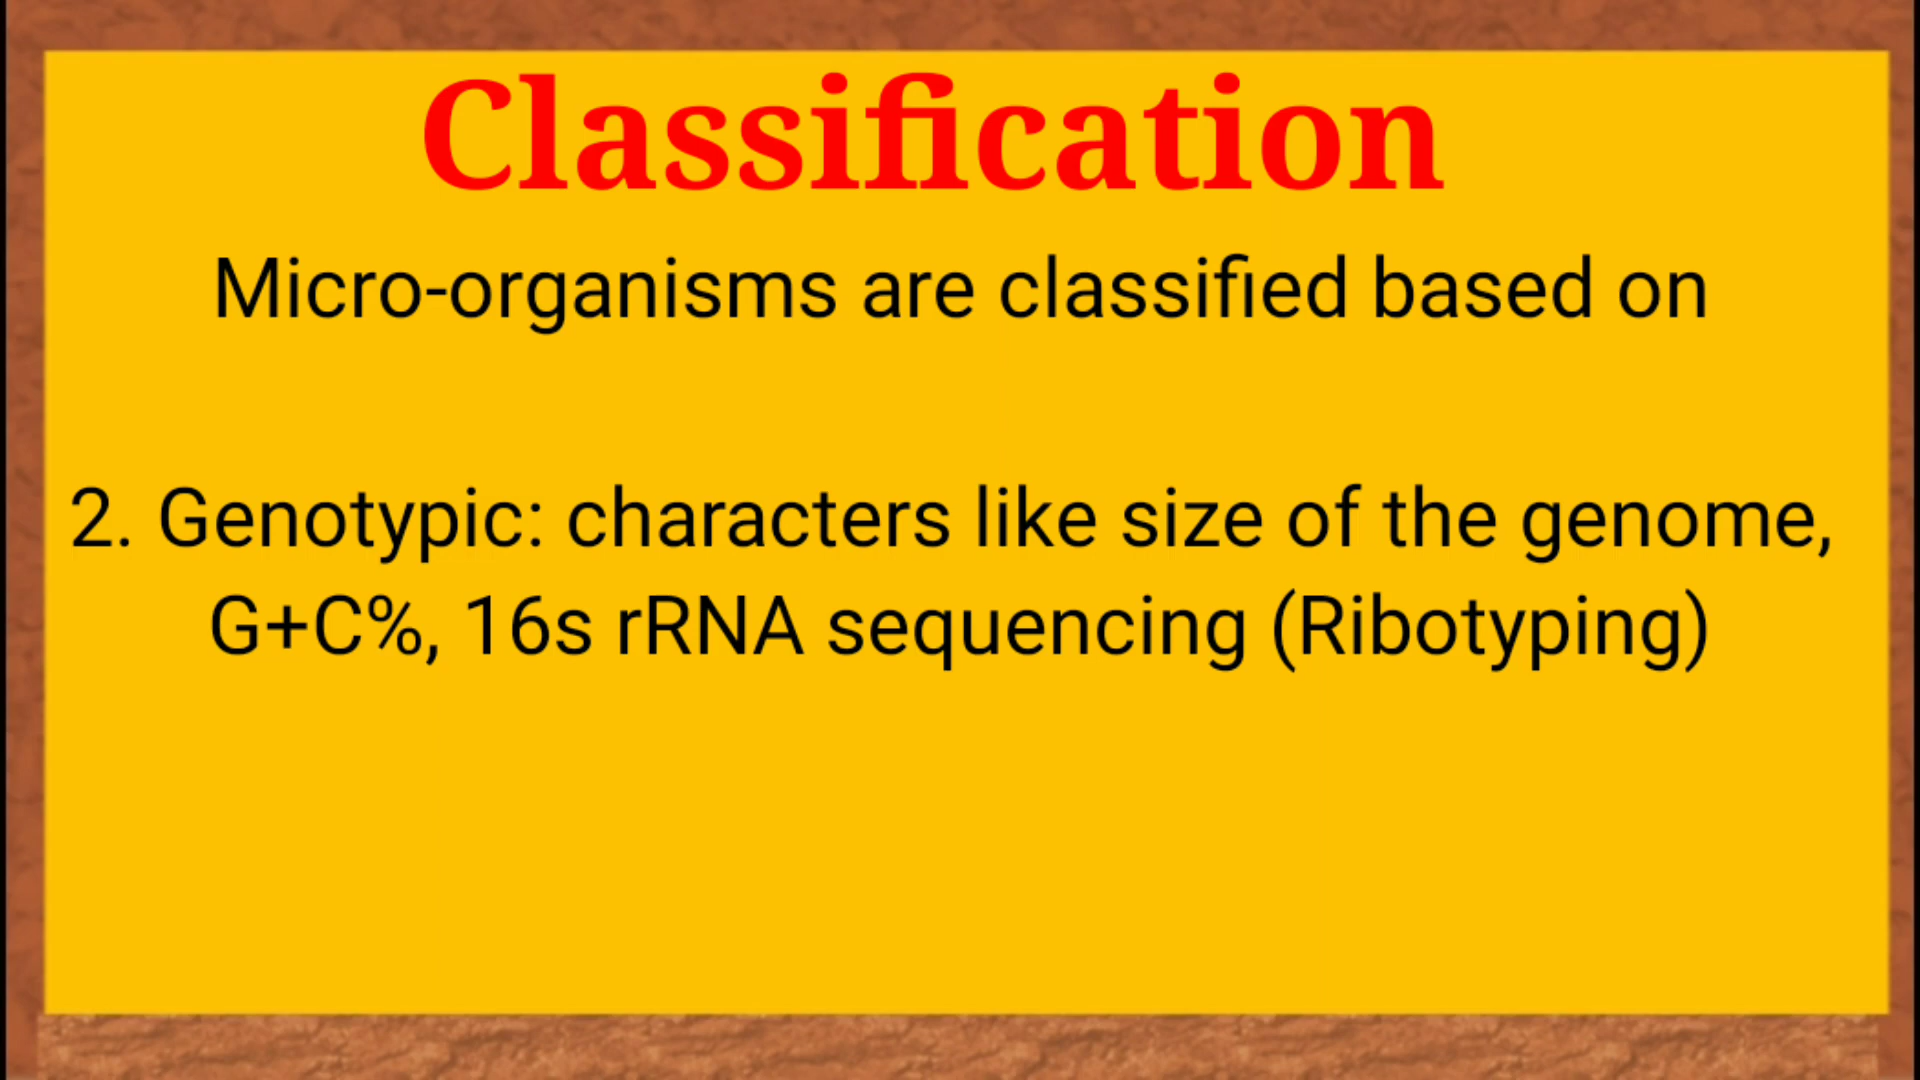 Classification
Micro-organisms are classified based on
2. Genotypic: characters like size of the genome,
G+C%, 16s rRNA sequencing (Ribotyping)